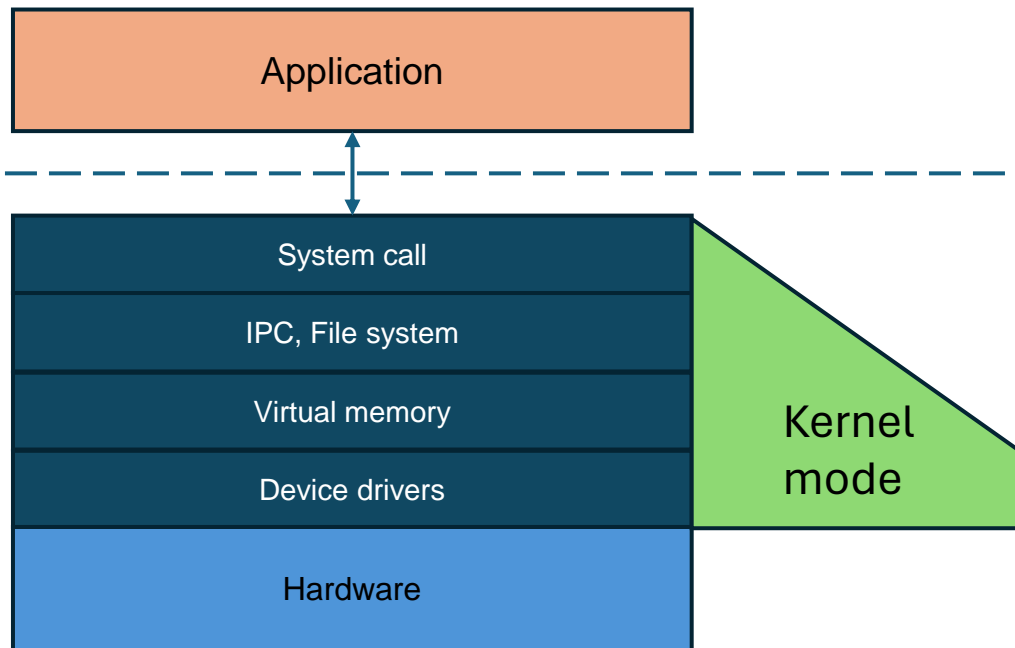 Application
System call
IPC, File system
Virtual memory
Kernel
mode
Device drivers
Hardware